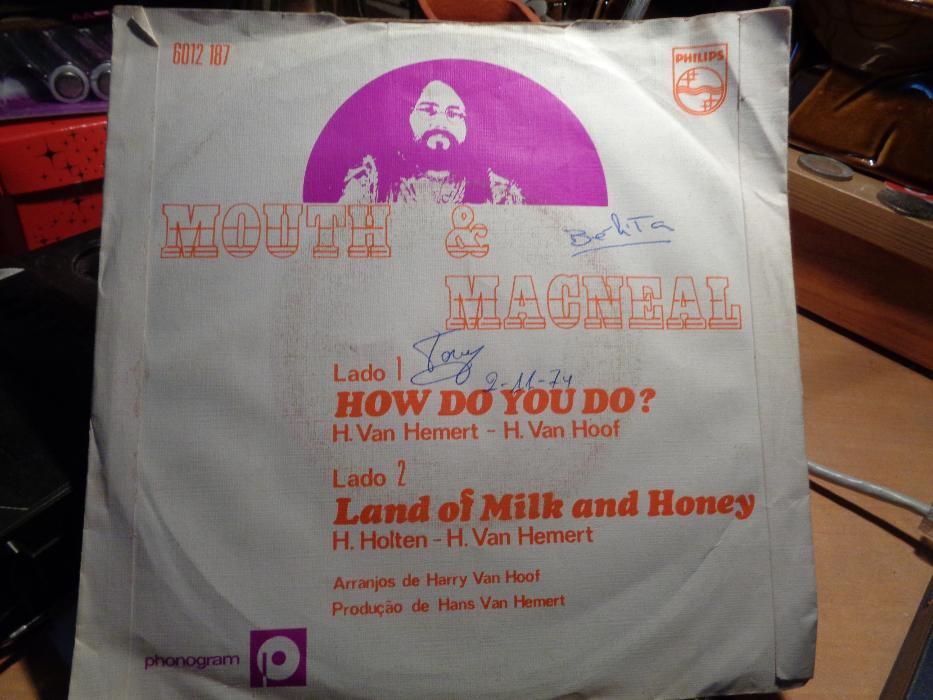 6012 187
PHILIPS
MOUTH &
BéliTa
MACNEAL
Lado 1
Tony
2-11-74
HOW DO YOU DO?
H. Van Hemert - H. Van Hoof
Lado 2
Land of Milk and Honey
H. Holten - H. Van Hemert
Arranjos de Harry Van Hoof
Produção de Hans Van Hemert
phonogram